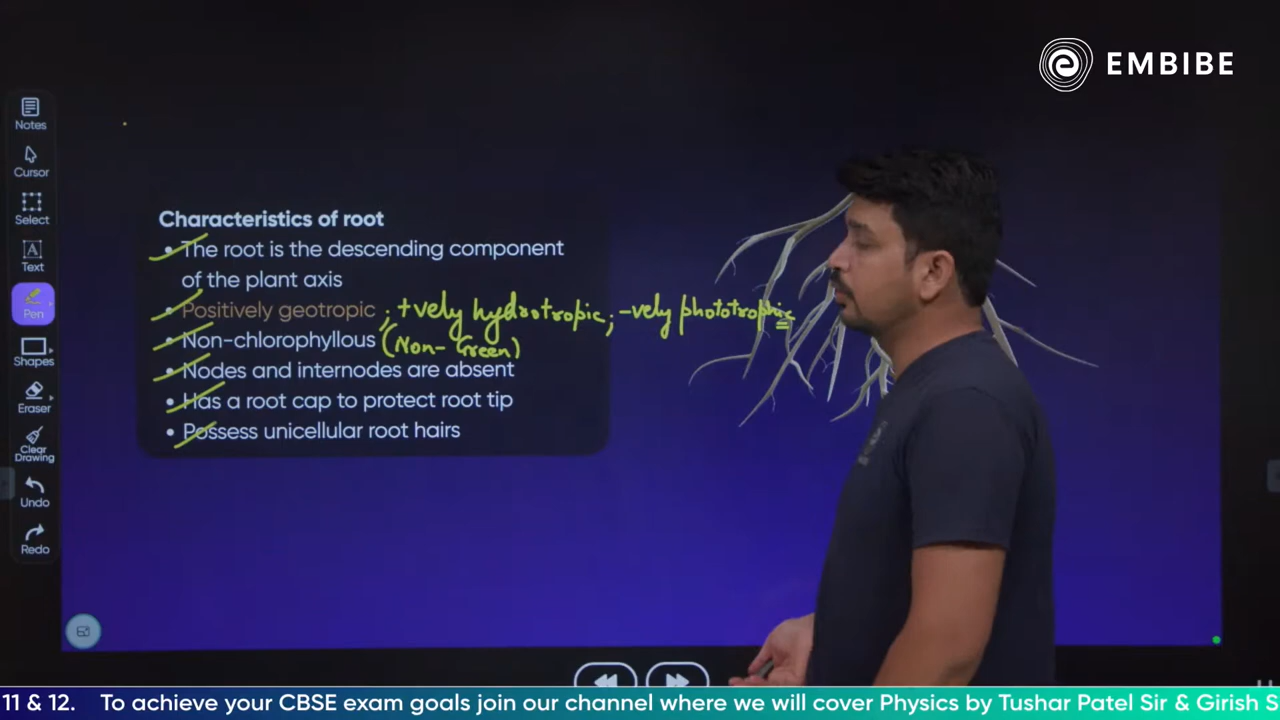 EMBIBE
Notes
Cursor
Select
A
Text
Pen
Shapes
Eraser
Clear
Drawing
Undo
Redo
Characteristics of root
• The root is the descending component
of the plant axis
• Positively geotropic ; +vely hydrotropic; -vely phototrophic
• Non-chlorophyllous (Non-Green)
• Nodes and internodes are absent
• Has a root cap to protect root tip
• Possess unicellular root hairs
11 & 12. To achieve your CBSE exam goals join our channel where we will cover Physics by Tushar Patel Sir & Girish S